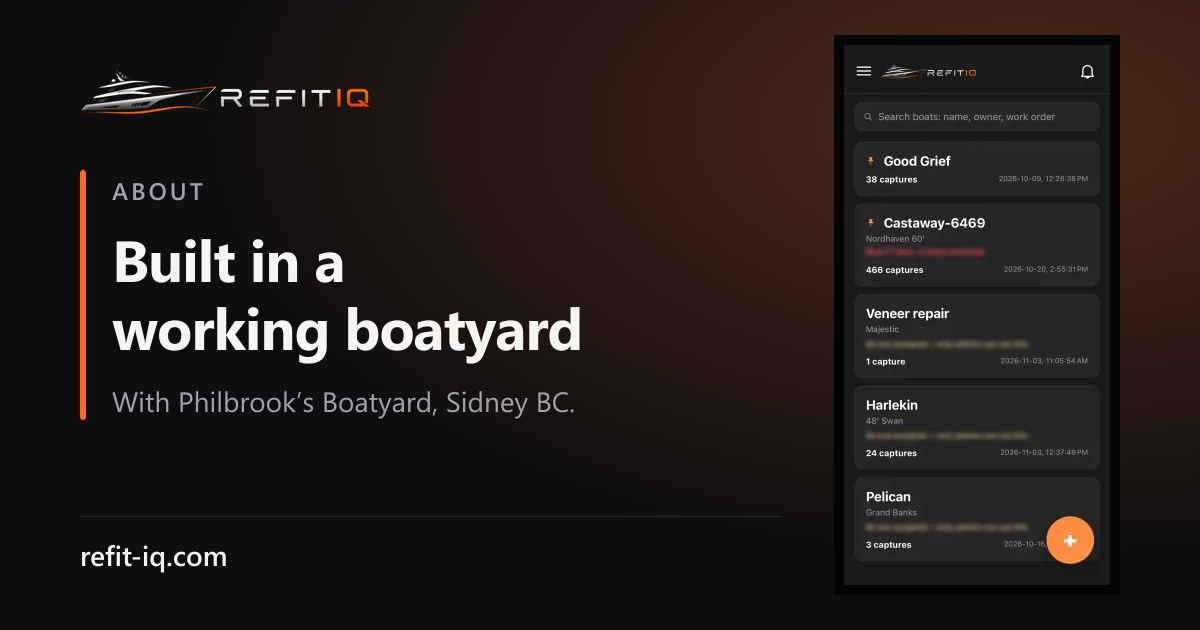 REFITIQ
ABOUT
Built in a
working boatyard
With Philbrook’s Boatyard, Sidney BC.
refit-iq.com
REFITIQ
Search boats: name, owner, work order
Good Grief
38 captures 2026-10-09, 12:28:36 PM
Castaway-6469
Nordhaven 60'
466 captures 2026-10-20, 2:55:31 PM
Veneer repair
Majestic
1 capture 2026-11-03, 11:05:54 AM
Harlekin
48' Swan
24 captures 2026-11-03, 12:37:49 PM
Pelican
Grand Banks
3 captures 2026-10-16,
+